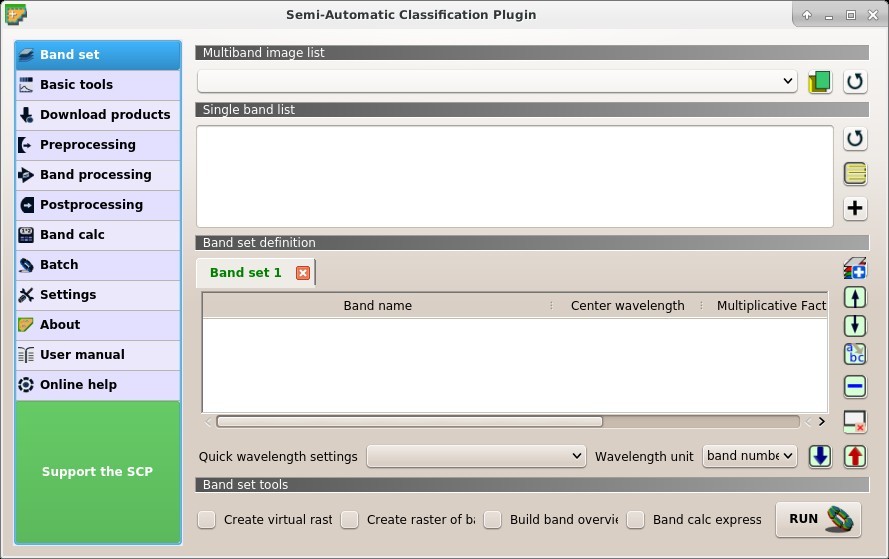 Semi-Automatic Classification Plugin
Band set
Basic tools
Download products
Preprocessing
Band processing
Postprocessing
Band calc
Batch
Settings
About
User manual
Online help
Support the SCP
Multiband image list
Single band list
Band set definition
Band set 1
Band name Center wavelength Multiplicative Fact
Quick wavelength settings Wavelength unit band numbe
Band set tools
Create virtual rast Create raster of ba Build band overvie Band calc express RUN